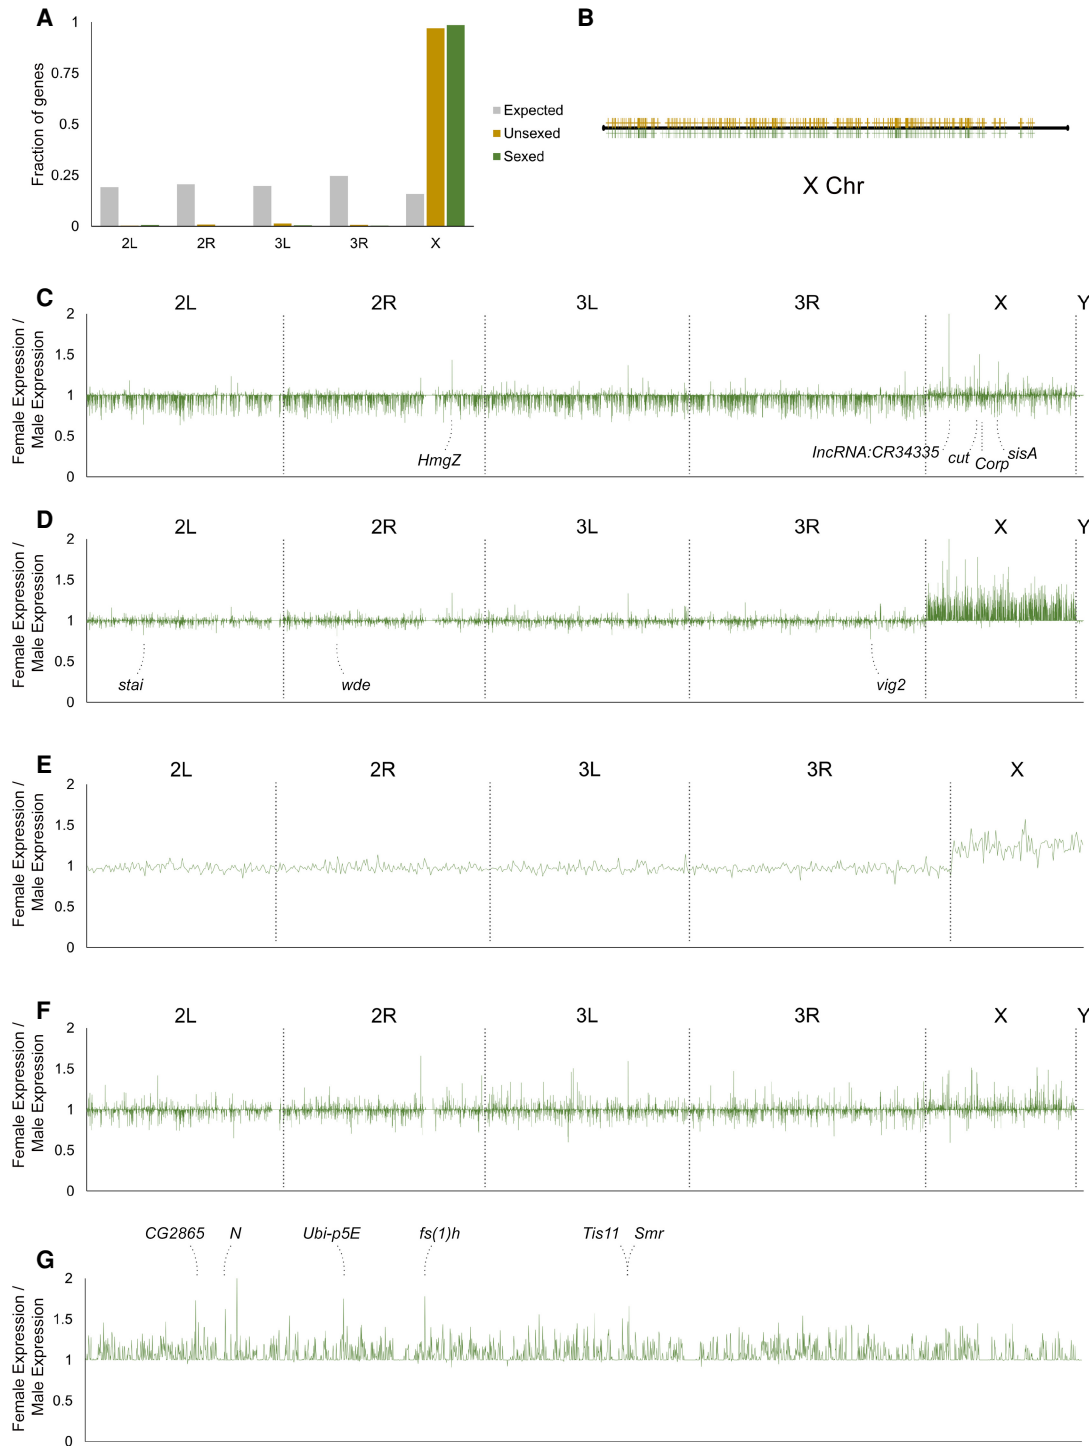 A
B
Fraction of genes
1
0.75
0.5
0.25
0
2L 2R 3L 3R X
Expected
Unsexed
Sexed
X Chr
C
2L 2R 3L 3R X Y
Female Expression /
Male Expression
2
1.5
1
0.5
0
HmgZ
lncRNA:CR34335
cut
Corp
sisA
D
2L 2R 3L 3R X Y
Female Expression /
Male Expression
2
1.5
1
0.5
0
stai
wde
vig2
E
2L 2R 3L 3R X
Female Expression /
Male Expression
2
1.5
1
0.5
0
F
2L 2R 3L 3R X Y
Female Expression /
Male Expression
2
1.5
1
0.5
0
G
CG2865 N Ubi-p5E fs(1)h Tis11 Smr
Female Expression /
Male Expression
2
1.5
1
0.5
0